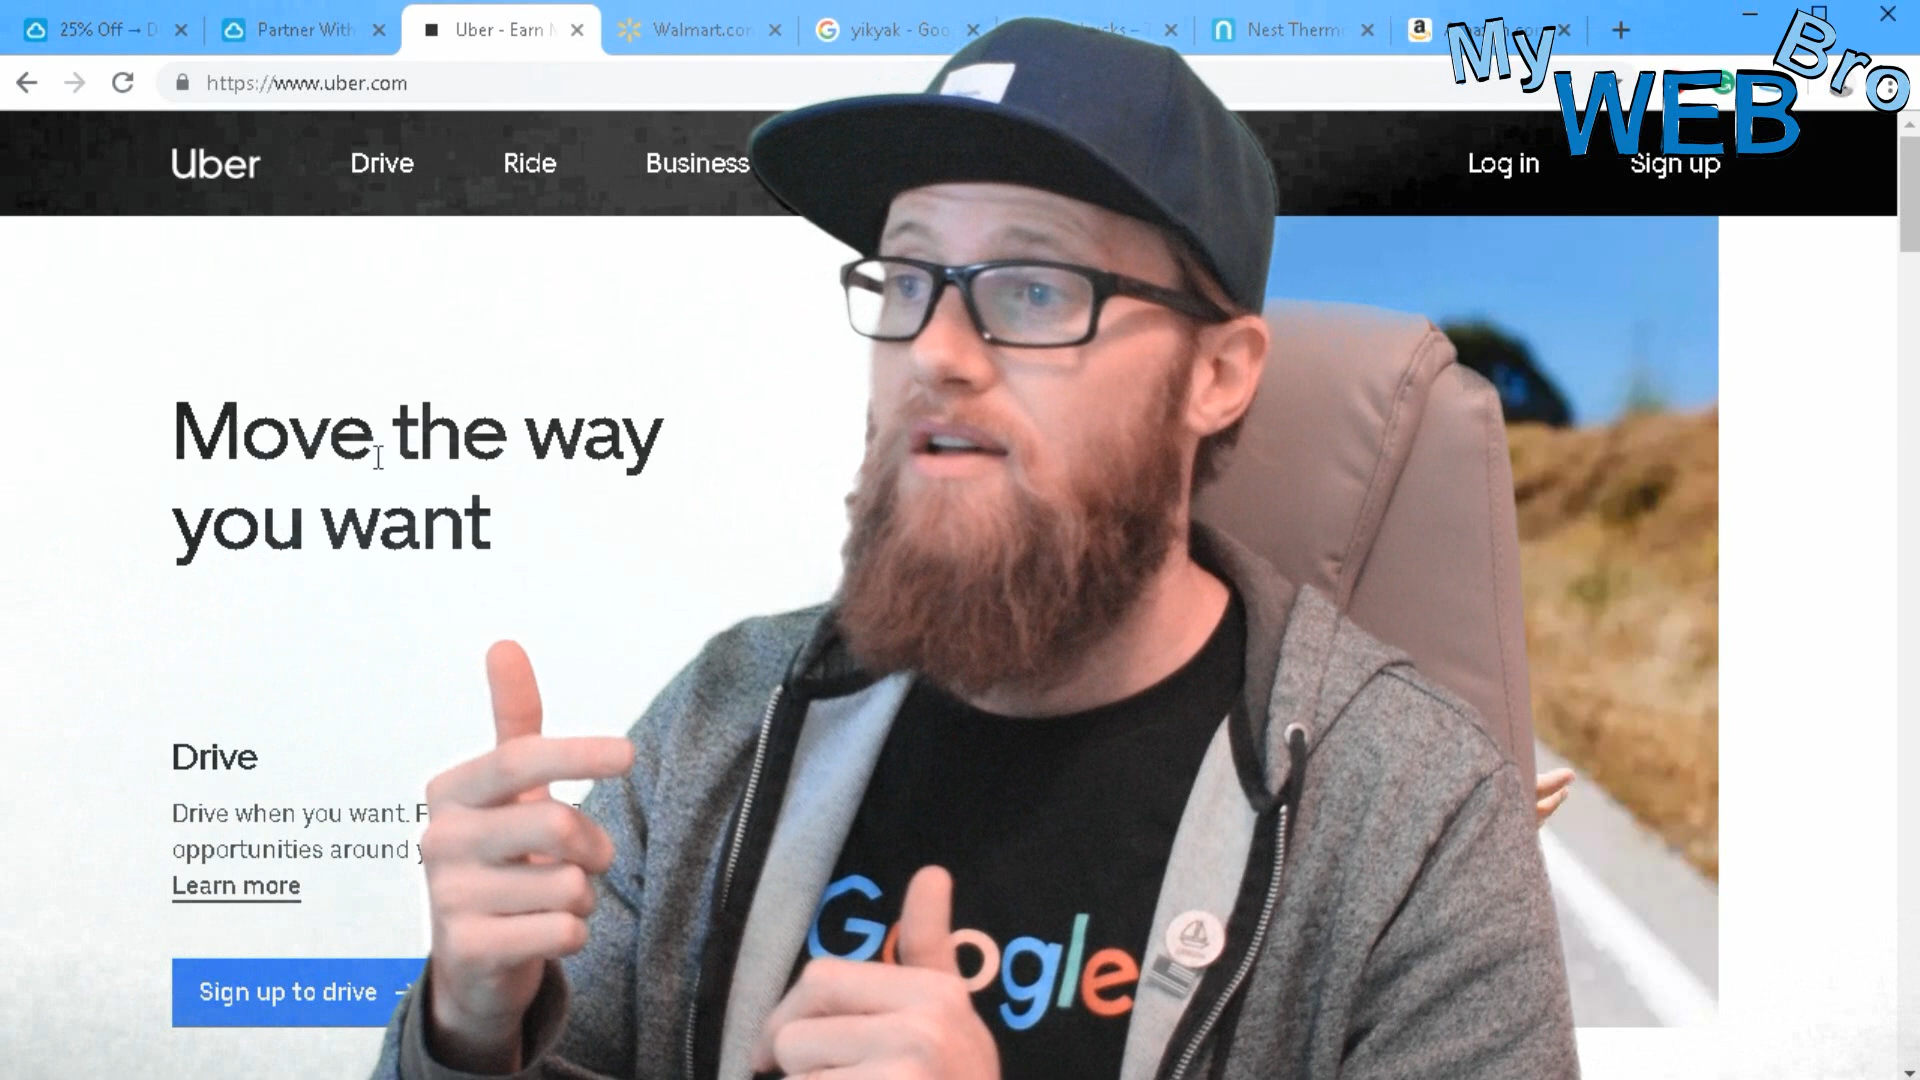 25% Off → D
Partner With
Uber - Earn
Walmart.com
yikyak - Goo
Nest Therm
My WEB Bro
https://www.uber.com
Uber
Drive
Ride
Business
Log in
Sign up
Move the way
you want
Drive
Drive when you want.
opportunities around
Learn more
Sign up to drive →
Google